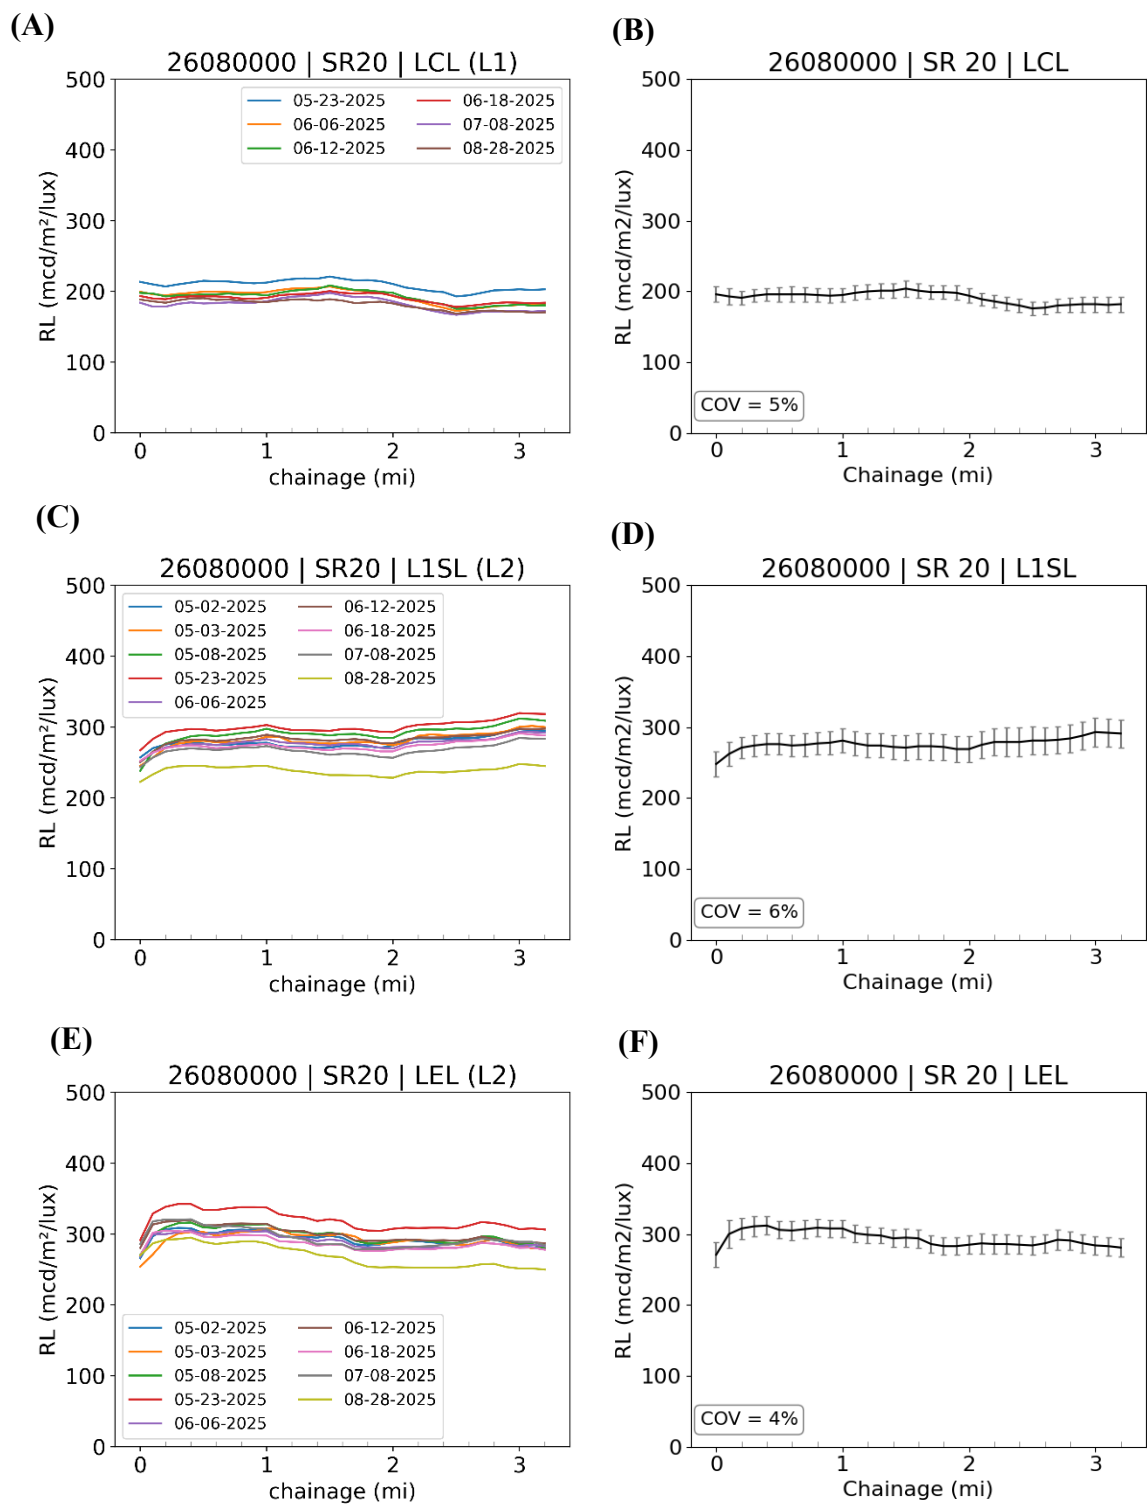 (A)
26080000 | SR20 | LCL (L1)
500
400
300
200
100
0
RL (mcd/m²/lux)
05-23-2025
06-06-2025
06-12-2025
06-18-2025
07-08-2025
08-28-2025
0 1 2 3
chainage (mi)
(B)
26080000 | SR 20 | LCL
500
400
300
200
100
0
RL (mcd/m2/lux)
COV = 5%
0 1 2 3
Chainage (mi)
(C)
26080000 | SR20 | L1SL (L2)
500
400
300
200
100
0
RL (mcd/m²/lux)
05-02-2025
05-03-2025
05-08-2025
05-23-2025
06-06-2025
06-12-2025
06-18-2025
07-08-2025
08-28-2025
0 1 2 3
chainage (mi)
(D)
26080000 | SR 20 | L1SL
500
400
300
200
100
0
RL (mcd/m2/lux)
COV = 6%
0 1 2 3
Chainage (mi)
(E)
26080000 | SR20 | LEL (L2)
500
400
300
200
100
0
RL (mcd/m²/lux)
05-02-2025
05-03-2025
05-08-2025
05-23-2025
06-06-2025
06-12-2025
06-18-2025
07-08-2025
08-28-2025
0 1 2 3
chainage (mi)
(F)
26080000 | SR 20 | LEL
500
400
300
200
100
0
RL (mcd/m2/lux)
COV = 4%
0 1 2 3
Chainage (mi)